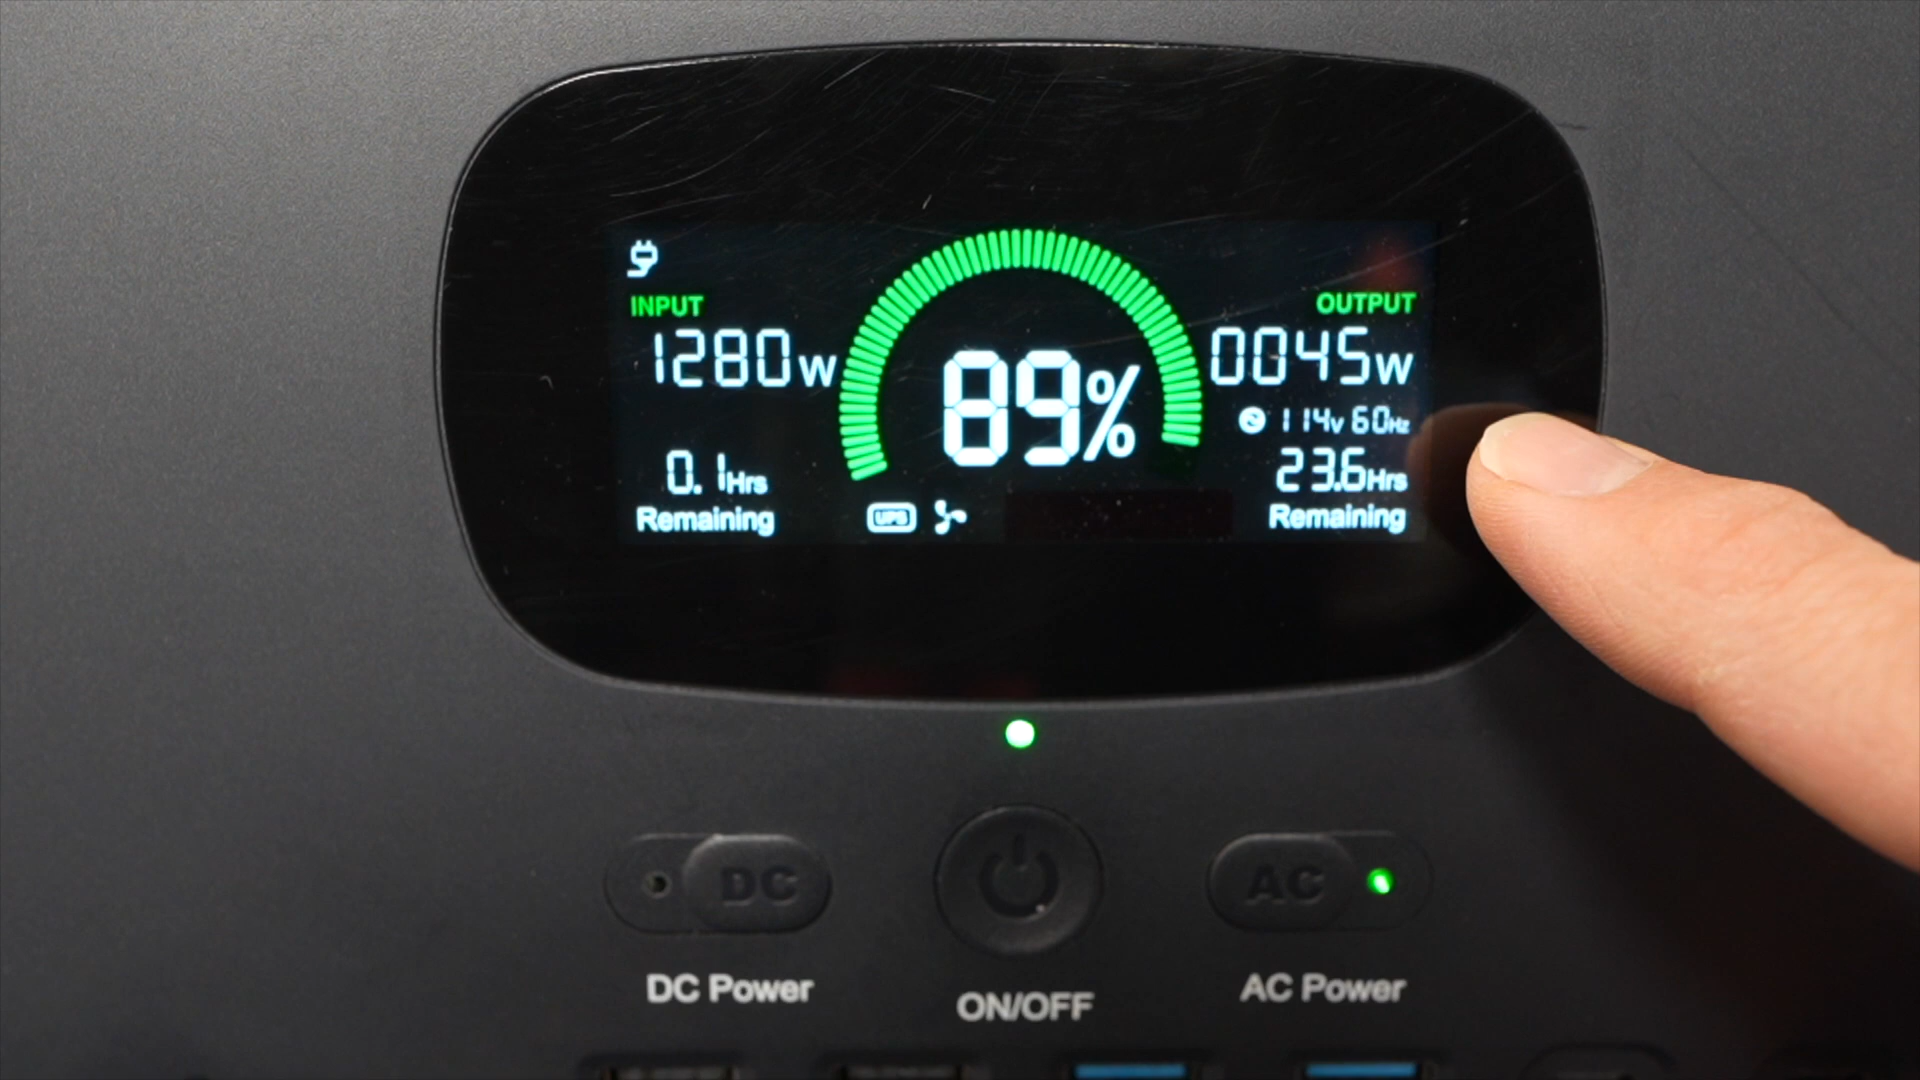 INPUT
1280W
0.1Hrs
Remaining
89%
UPS
OUTPUT
0045W
114V 60Hz
23.6Hrs
Remaining
DC
AC
DC Power
ON/OFF
AC Power